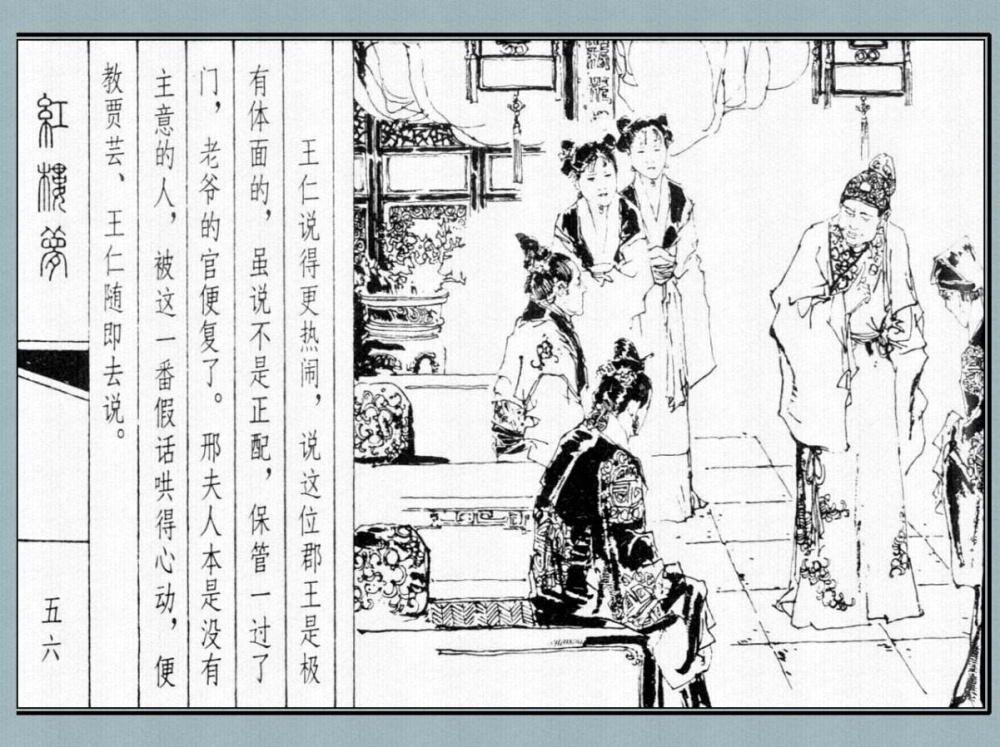 王仁说得更热闹，说这位郡王是极
有体面的，虽说不是正配，保管一过了
门，老爷的官便复了。邢夫人本是没有
主意的人，被这一番假话哄得心动，便
教贾芸、王仁随即去说。
紅樓夢
五六